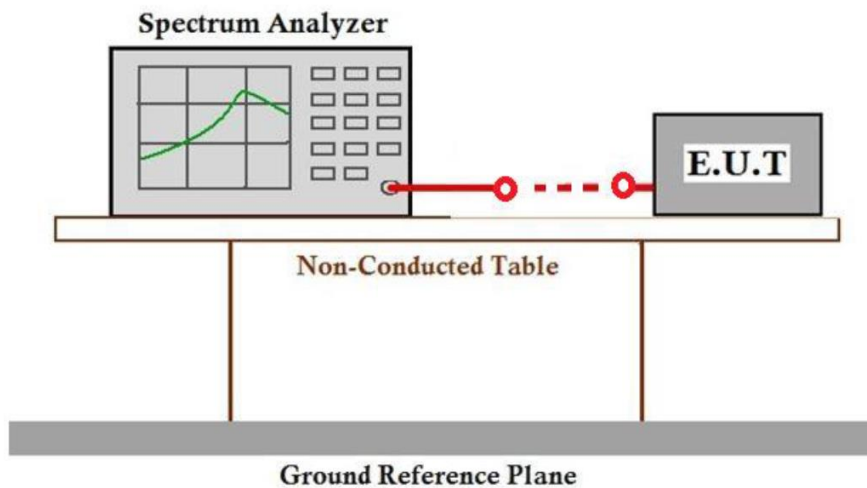 Spectrum Analyzer
E.U.T
Non-Conducted Table
Ground Reference Plane